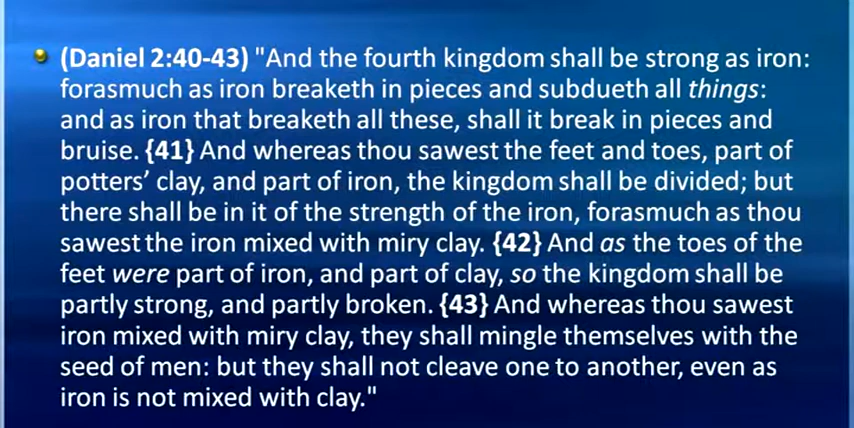 (Daniel 2:40-43) "And the fourth kingdom shall be strong as iron:
forasmuch as iron breaketh in pieces and subdueth all things:
and as iron that breaketh all these, shall it break in pieces and
bruise. {41} And whereas thou sawest the feet and toes, part of
potters’ clay, and part of iron, the kingdom shall be divided; but
there shall be in it of the strength of the iron, forasmuch as thou
sawest the iron mixed with miry clay. {42} And as the toes of the
feet were part of iron, and part of clay, so the kingdom shall be
partly strong, and partly broken. {43} And whereas thou sawest
iron mixed with miry clay, they shall mingle themselves with the
seed of men: but they shall not cleave one to another, even as
iron is not mixed with clay."